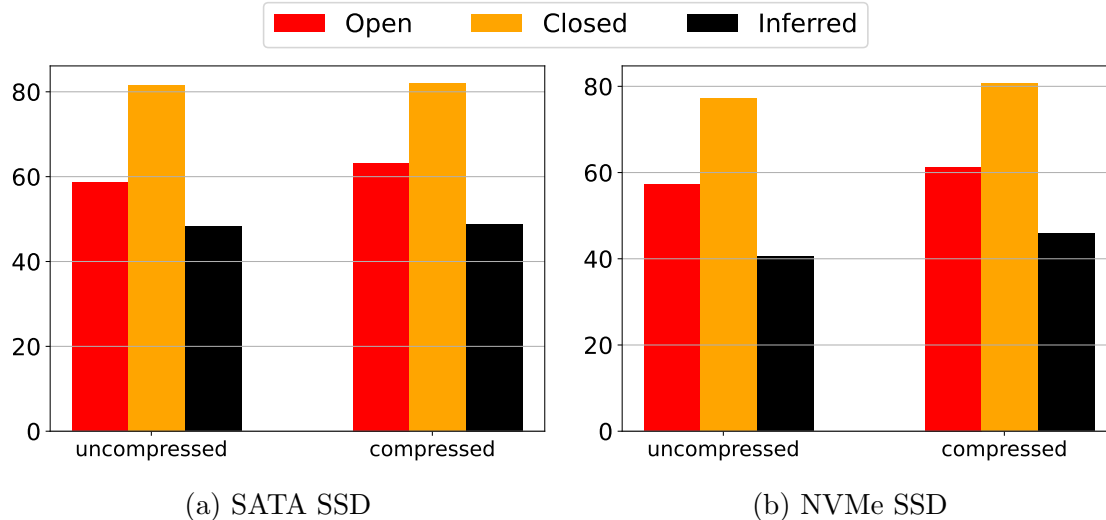 Open Closed Inferred
80
60
40
20
0
uncompressed compressed
(a) SATA SSD
80
60
40
20
0
uncompressed compressed
(b) NVMe SSD